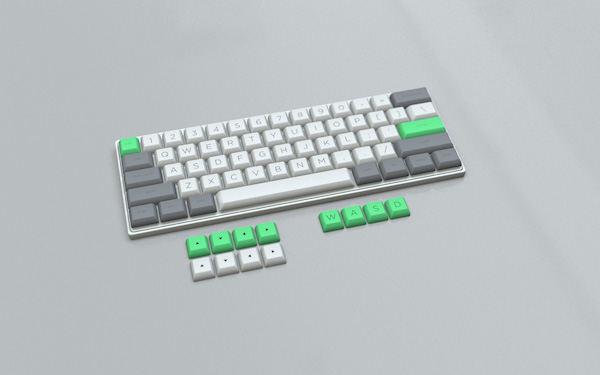 1 2 3 4 5 6 7 8 9 0 - =
Q W E R T Y U I O P [ ] \
A S D F G H J K L
Z X C V B N M , . /
W A S D